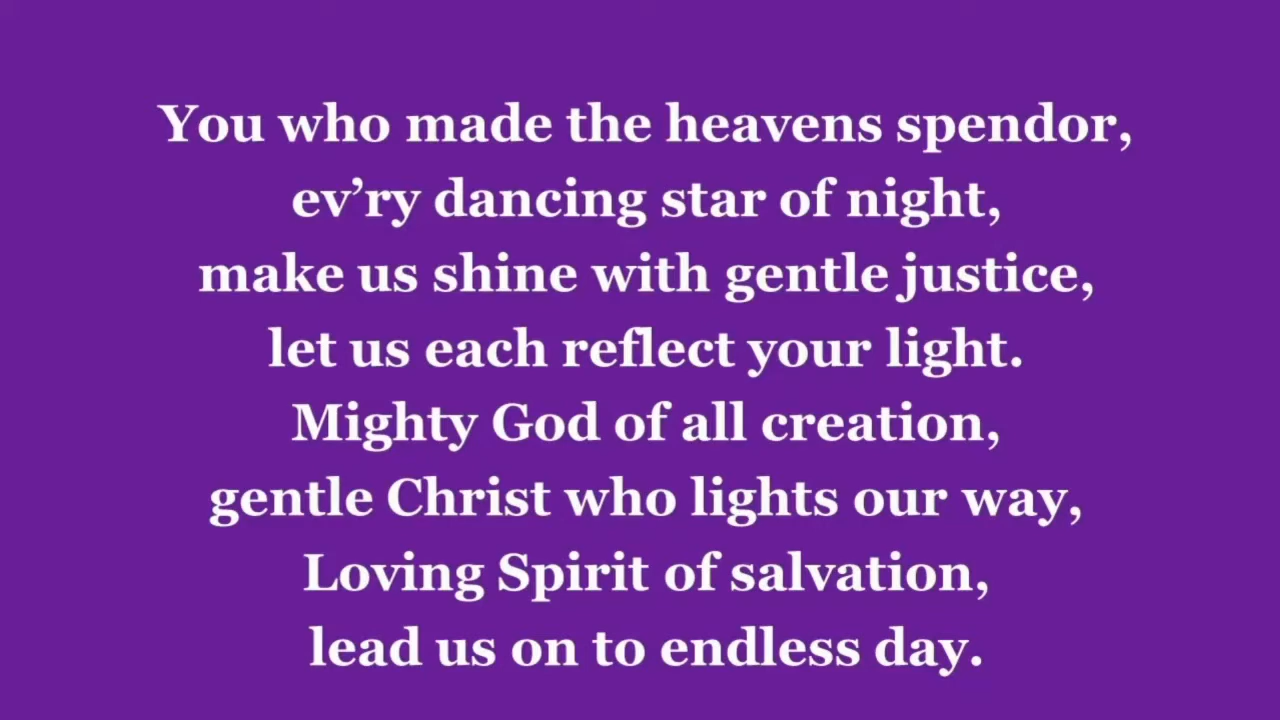 You who made the heavens spendor,
ev’ry dancing star of night,
make us shine with gentle justice,
let us each reflect your light.
Mighty God of all creation,
gentle Christ who lights our way,
Loving Spirit of salvation,
lead us on to endless day.